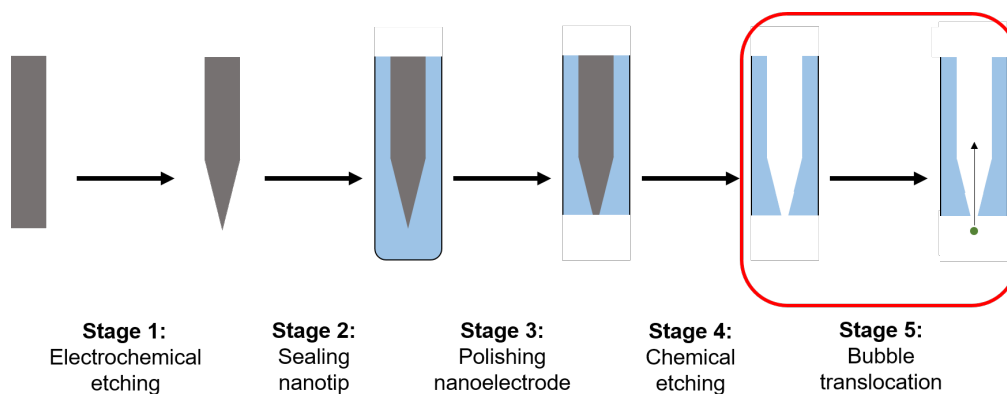 Stage 1:
Electrochemical
etching
Stage 2:
Sealing
nanotip
Stage 3:
Polishing
nanoelectrode
Stage 4:
Chemical
etching
Stage 5:
Bubble
translocation